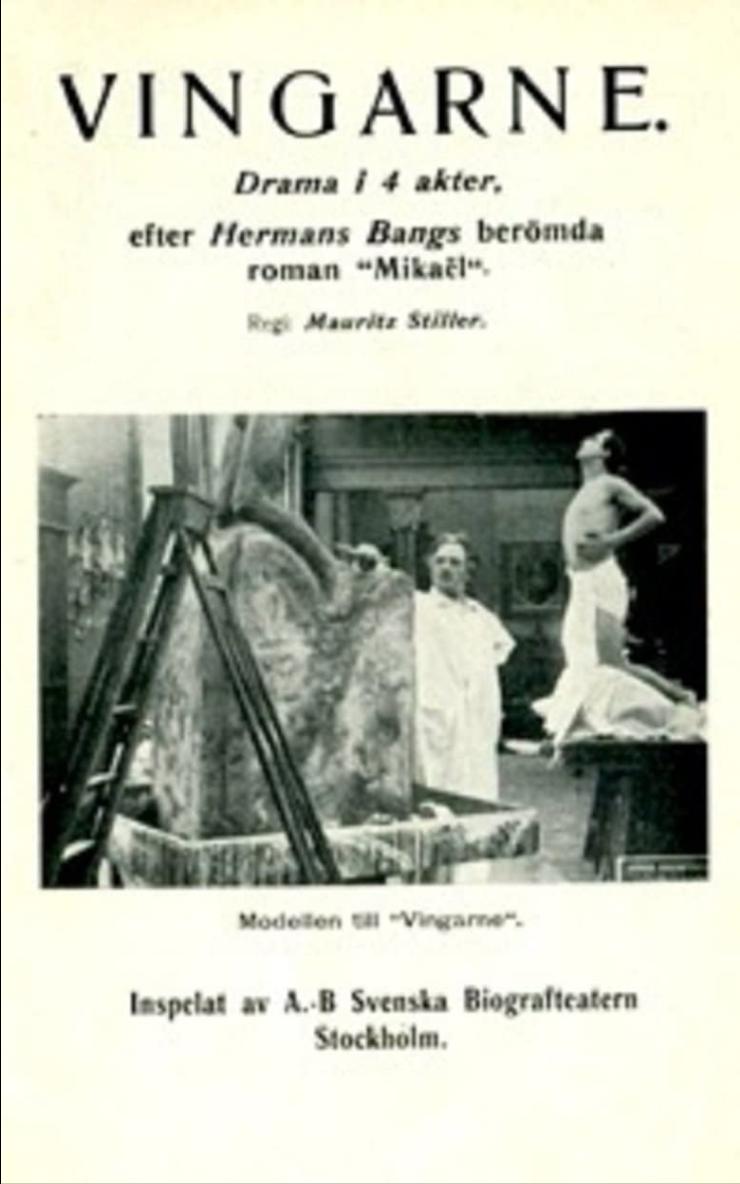 VINGARNE.
Drama i 4 akter,
efter Hermans Bangs berömda
roman “Mikaël“.
Regi: Mauritz Stiller.
Modellen till “Vingarne“.
Inspelat av A.-B Svenska Biografteatern
Stockholm.